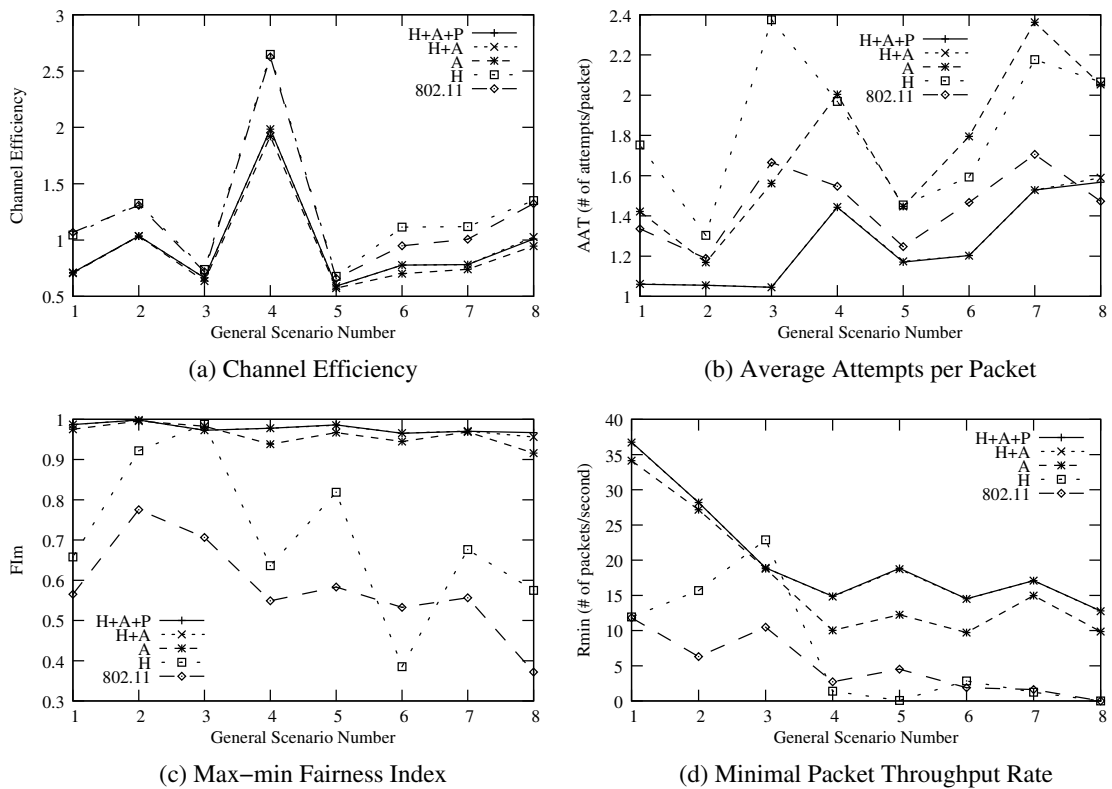 3
2.5
2
1.5
1
0.5
Channel Efficiency
H+A+P
H+A
A
H
802.11
1 2 3 4 5 6 7 8
General Scenario Number
(a) Channel Efficiency
2.4
2.2
2
1.8
1.6
1.4
1.2
1
AAT (# of attempts/packet)
H+A+P
H+A
A
H
802.11
1 2 3 4 5 6 7 8
General Scenario Number
(b) Average Attempts per Packet
1
0.9
0.8
0.7
0.6
0.5
0.4
0.3
FIm
H+A+P
H+A
A
H
802.11
1 2 3 4 5 6 7 8
General Scenario Number
(c) Max−min Fairness Index
40
35
30
25
20
15
10
5
0
Rmin (# of packets/second)
H+A+P
H+A
A
H
802.11
1 2 3 4 5 6 7 8
General Scenario Number
(d) Minimal Packet Throughput Rate